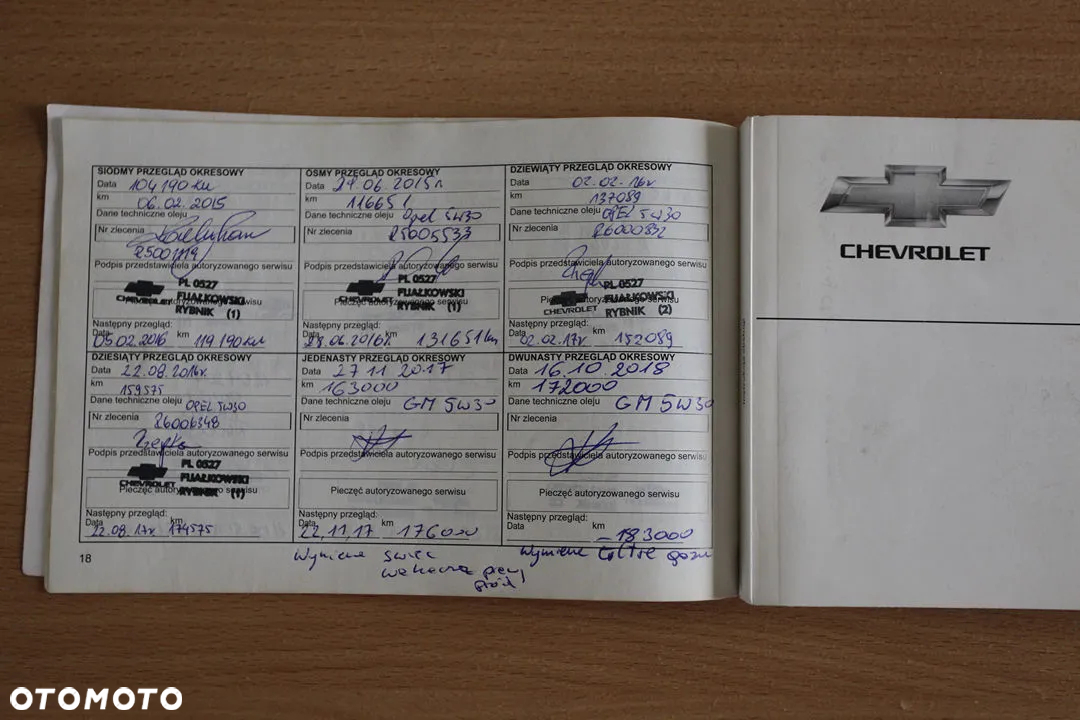 SIÓDMY PRZEGLĄD OKRESOWY
Data 104190 km
km 06.02.2015
Dane techniczne oleju
Nr zlecenia
R5001119
Podpis przedstawiciela autoryzowanego serwisu
PL 0527
CHEVROLET FIJAŁKOWSKI
RYBNIK (1)
Następny przegląd:
Data 05.02.2016 km 119190 km
ÓSMY PRZEGLĄD OKRESOWY
Data 29.06.2015r
km 116651
Dane techniczne oleju Opel 5W30
Nr zlecenia R5005533
Podpis przedstawiciela autoryzowanego serwisu
PL 0527
CHEVROLET FIJAŁKOWSKI
Pieczęć autoryzowanego serwisu
RYBNIK (1)
Następny przegląd:
Data 28.06.2016r. km 131651 km
DZIEWIĄTY PRZEGLĄD OKRESOWY
Data 02.02.16r
km 137089
Dane techniczne oleju OPEL 5W30
Nr zlecenia R6000832
Podpis przedstawiciela autoryzowanego serwisu
PL 0527
CHEVROLET FIJAŁKOWSKI
Pieczęć autoryzowanego serwisu
RYBNIK (2)
Następny przegląd:
Data 02.02.17r km 152089
DZIESIĄTY PRZEGLĄD OKRESOWY
Data 22.08.2016r.
km 159575
Dane techniczne oleju OPEL 5W30
Nr zlecenia R6006348
Podpis przedstawiciela autoryzowanego serwisu
PL 0527
CHEVROLET FIJAŁKOWSKI
Pieczęć autoryzowanego serwisu
RYBNIK (1)
Następny przegląd:
Data 22.08.17r km 174575
JEDENASTY PRZEGLĄD OKRESOWY
Data 27 11 2017
km 163000
Dane techniczne oleju GM 5W30
Nr zlecenia
Podpis przedstawiciela autoryzowanego serwisu
Pieczęć autoryzowanego serwisu
Następny przegląd:
Data 22,11,17 km 176000
DWUNASTY PRZEGLĄD OKRESOWY
Data 16.10.2018
km 172000
Dane techniczne oleju GM 5W30
Nr zlecenia
Podpis przedstawiciela autoryzowanego serwisu
Pieczęć autoryzowanego serwisu
Następny przegląd:
Data km 183000
18
CHEVROLET
OTOMOTO